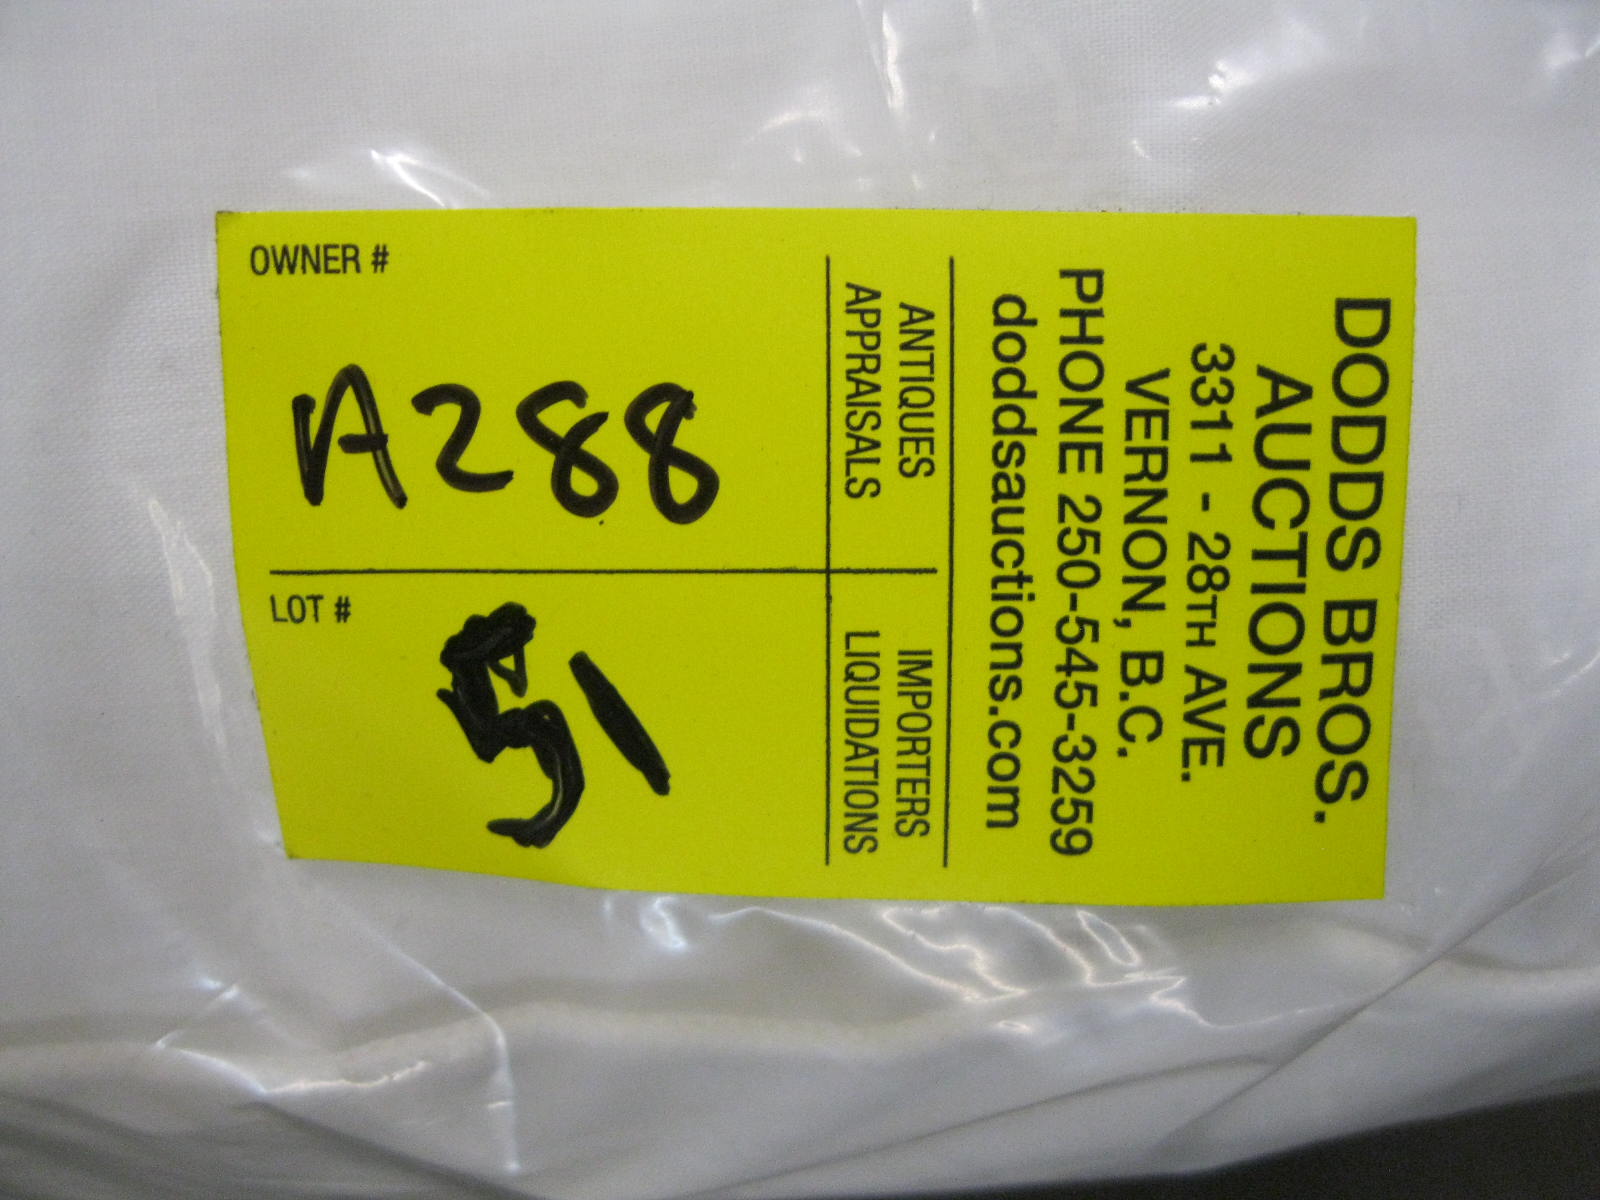 DODDS BROS.
AUCTIONS
3311 - 28TH AVE.
VERNON, B.C.
PHONE 250-545-3259
doddsauctions.com
ANTIQUES IMPORTERS
APPRAISALS LIQUIDATIONS
OWNER #
A288
LOT #
51